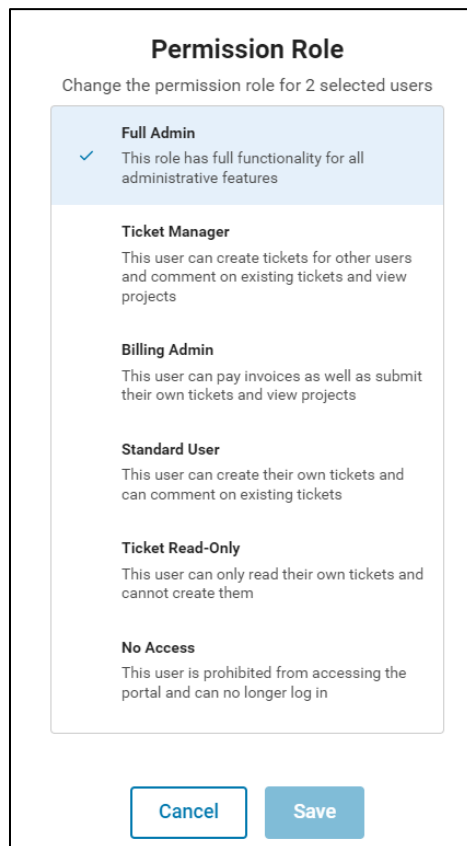 Permission Role
Change the permission role for 2 selected users
Full Admin
This role has full functionality for all
administrative features
Ticket Manager
This user can create tickets for other users
and comment on existing tickets and view
projects
Billing Admin
This user can pay invoices as well as submit
their own tickets and view projects
Standard User
This user can create their own tickets and
can comment on existing tickets
Ticket Read-Only
This user can only read their own tickets and
cannot create them
No Access
This user is prohibited from accessing the
portal and can no longer log in
Cancel Save